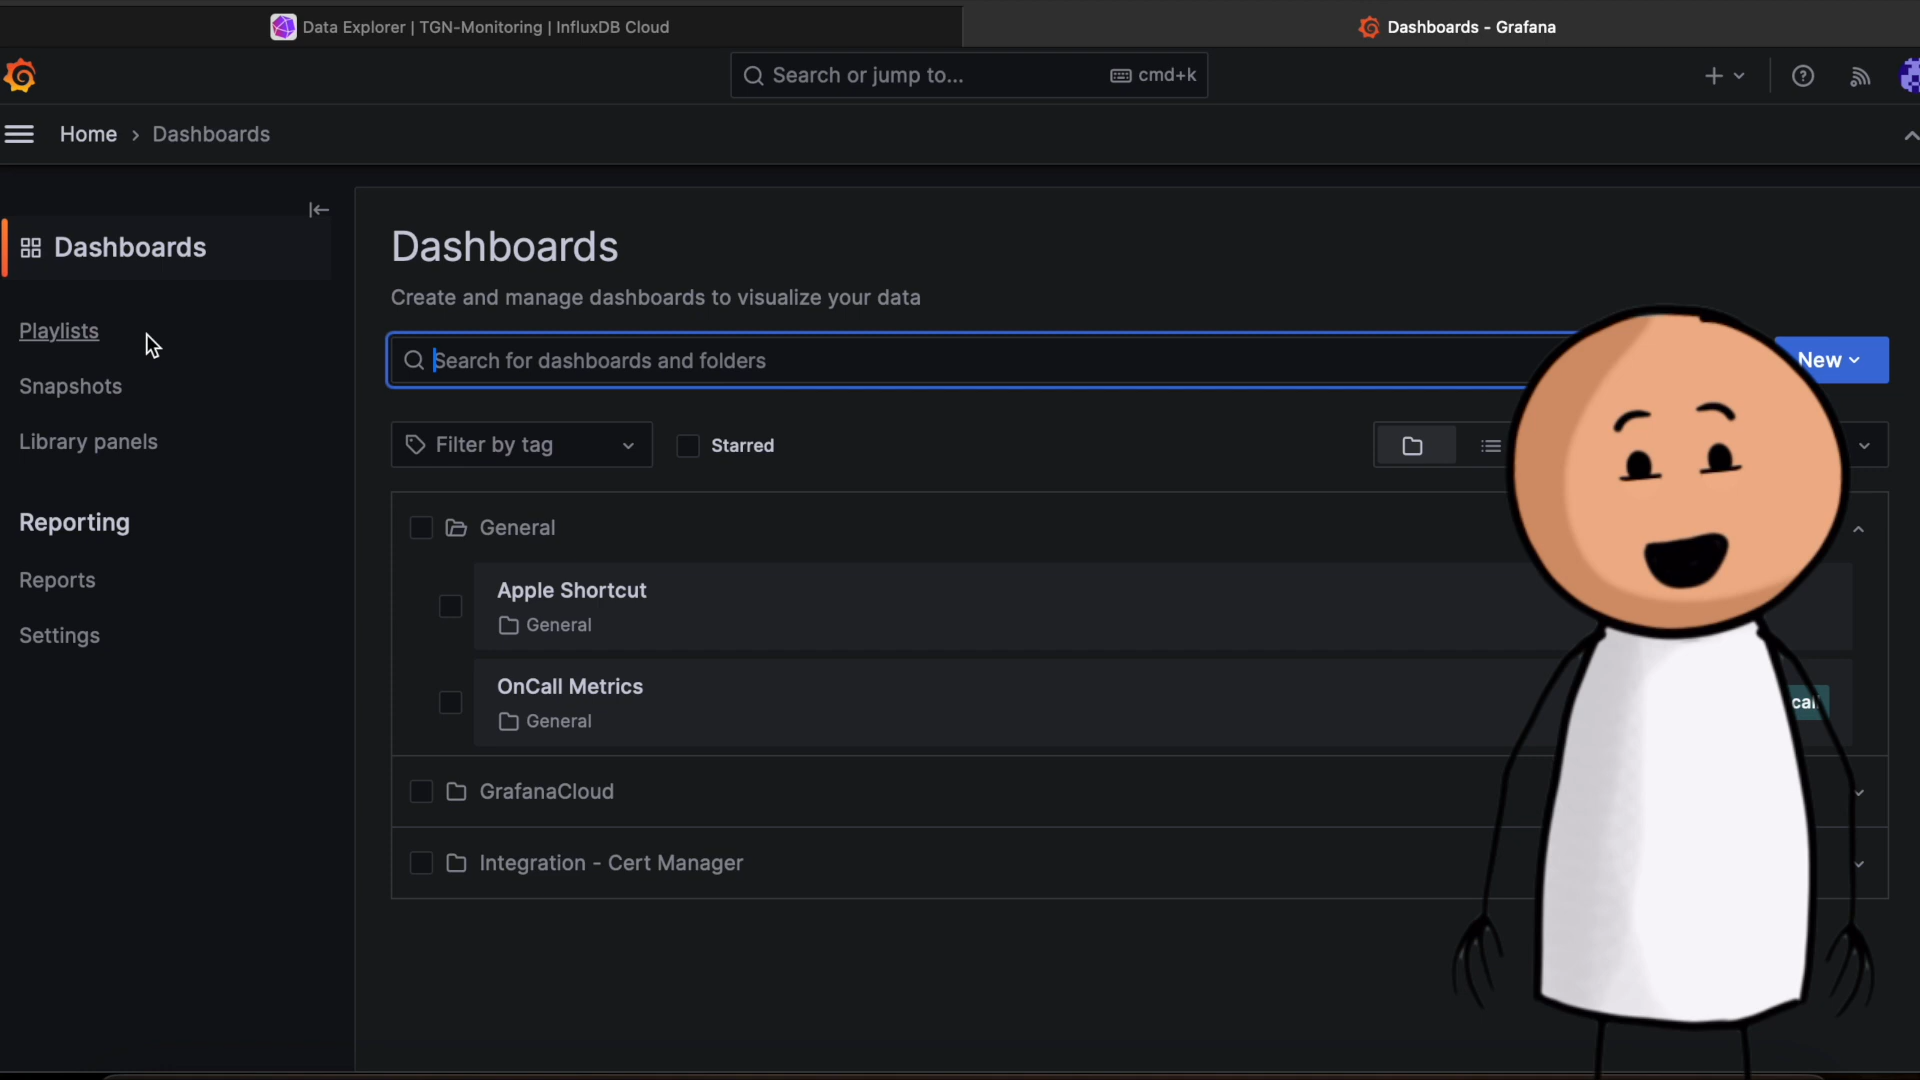 Data Explorer | TGN-Monitoring | InfluxDB Cloud
Dashboards - Grafana
Search or jump to...
cmd+k
Home › Dashboards
Dashboards
Playlists
Snapshots
Library panels
Reporting
Reports
Settings
Dashboards
Create and manage dashboards to visualize your data
Search for dashboards and folders
New
Filter by tag
Starred
General
Apple Shortcut
General
OnCall Metrics
General
GrafanaCloud
Integration - Cert Manager